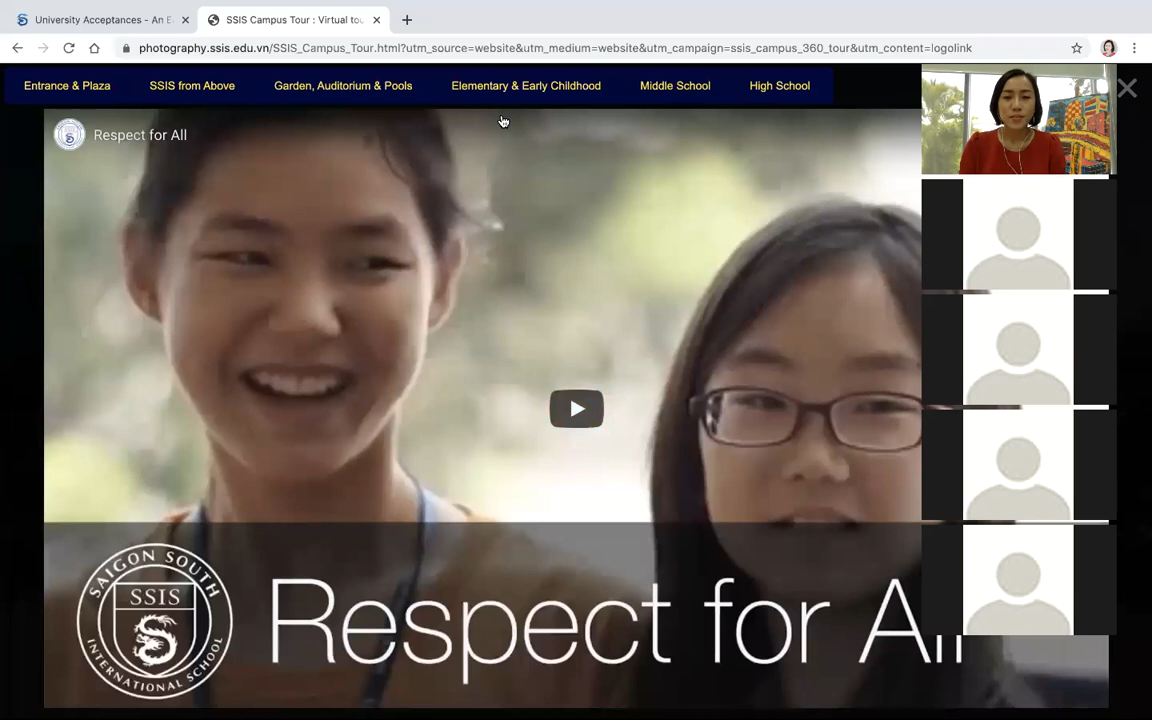 University Acceptances - An E
SSIS Campus Tour : Virtual tou
photography.ssis.edu.vn/SSIS_Campus_Tour.html?utm_source=website&utm_medium=website&utm_campaign=ssis_campus_360_tour&utm_content=logolink
Entrance & Plaza
SSIS from Above
Garden, Auditorium & Pools
Elementary & Early Childhood
Middle School
High School
Respect for All
SAIGON SOUTH
SSIS
INTERNATIONAL SCHOOL
Respect for All